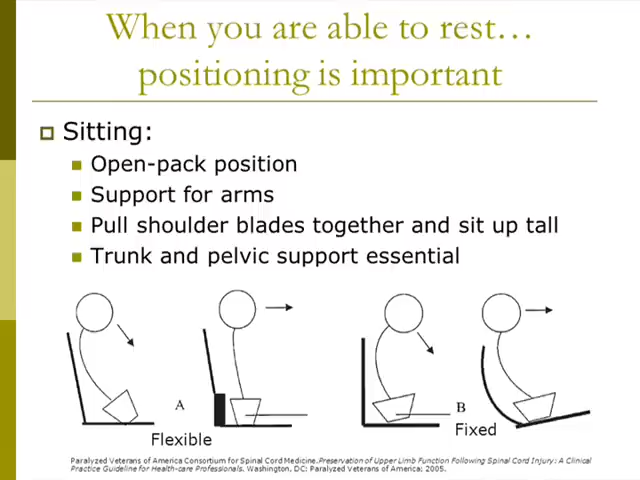 When you are able to rest…
positioning is important
Sitting:
Open-pack position
Support for arms
Pull shoulder blades together and sit up tall
Trunk and pelvic support essential
A
B
Flexible
Fixed
Paralyzed Veterans of America Consortium for Spinal Cord Medicine.Preservation of Upper Limb Function Following Spinal Cord Injury: A Clinical
Practice Guideline for Health-care Professionals. Washington, DC: Paralyzed Veterans of America; 2005.